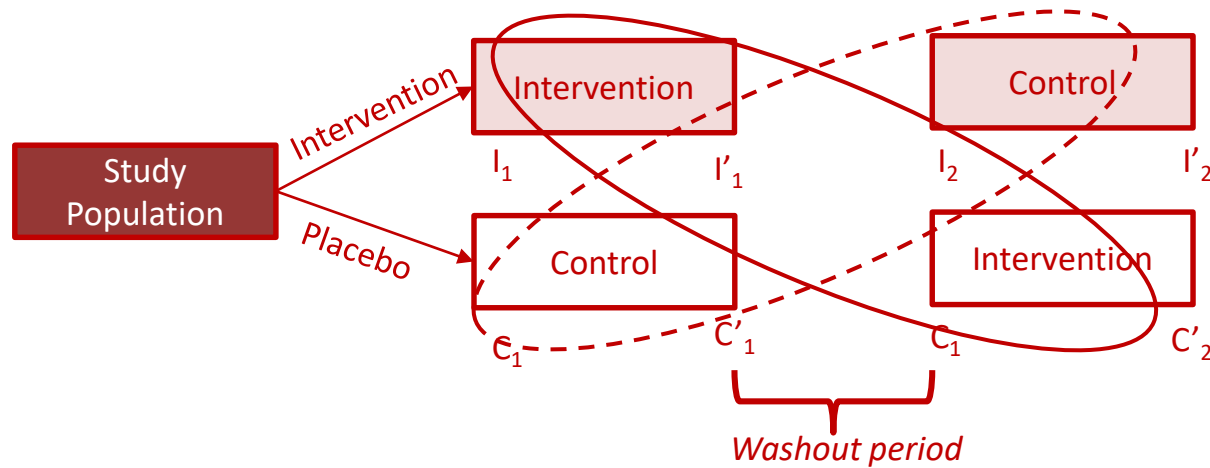 Study
Population
Intervention
Placebo
Intervention
Control
I₁
I'₁
I₂
I'₂
Control
Intervention
C₁
C'₁
C₁
C'₂
Washout period